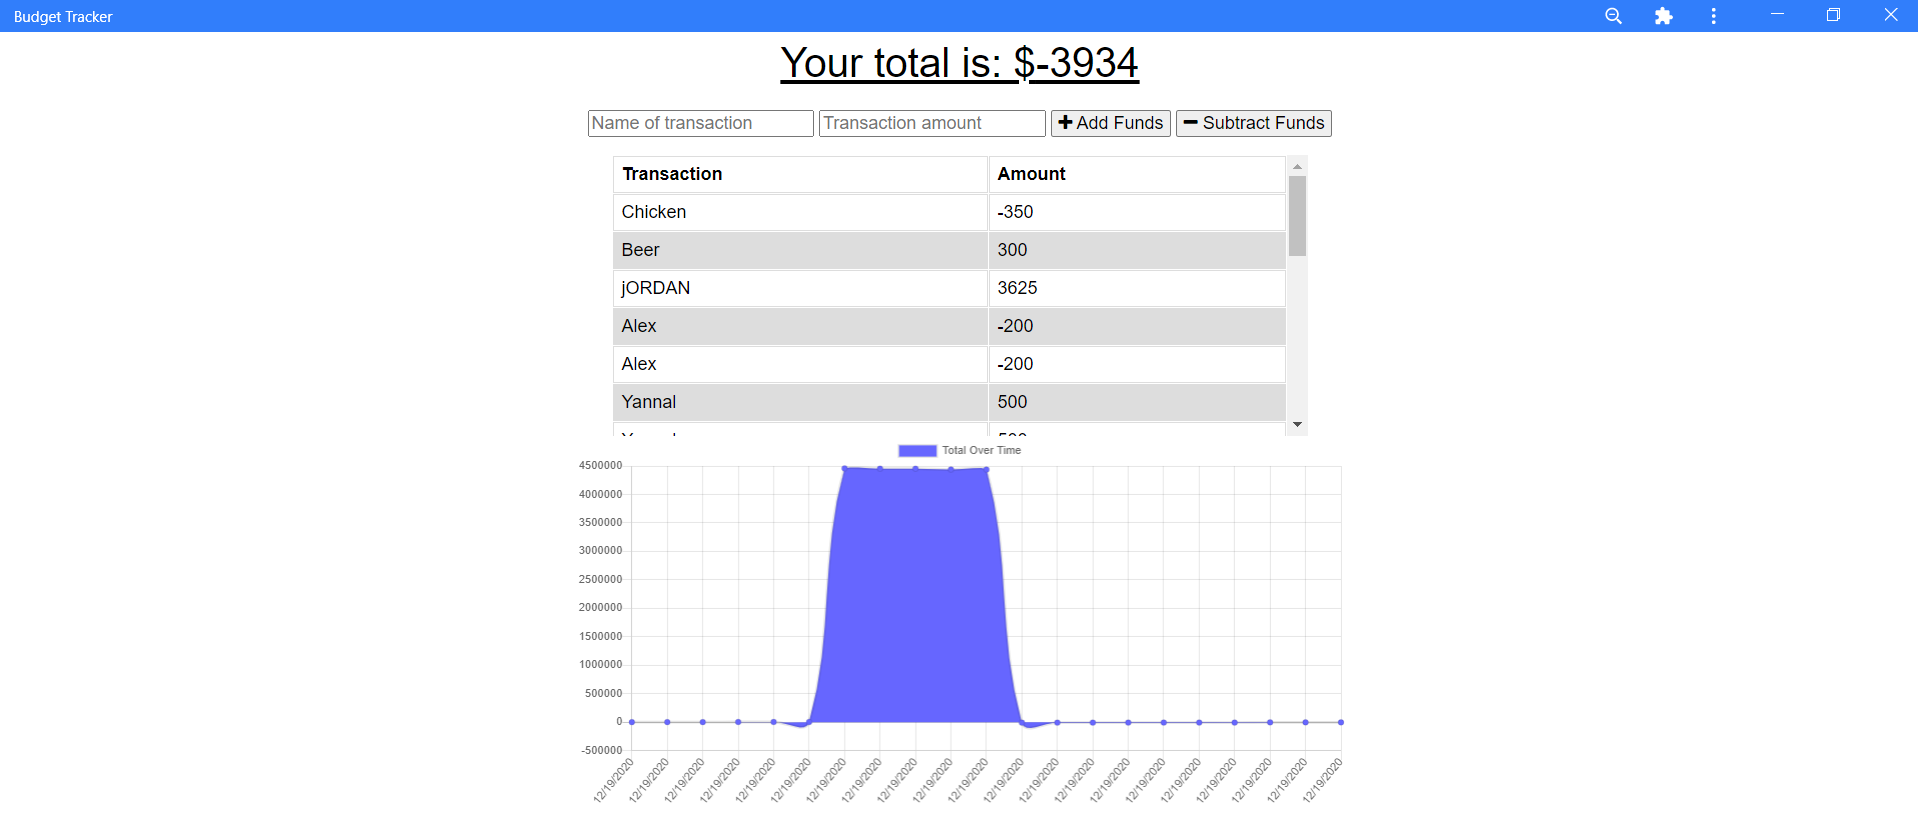 Budget Tracker
Your total is: $-3934
Name of transaction Transaction amount Add Funds Subtract Funds
Transaction Amount
Chicken -350
Beer 300
jORDAN 3625
Alex -200
Alex -200
Yannal 500
Total Over Time
4500000
4000000
3500000
3000000
2500000
2000000
1500000
1000000
500000
0
-500000
12/19/2020 12/19/2020 12/19/2020 12/19/2020 12/19/2020 12/19/2020 12/19/2020 12/19/2020 12/19/2020 12/19/2020 12/19/2020 12/19/2020 12/19/2020 12/19/2020 12/19/2020 12/19/2020 12/19/2020 12/19/2020 12/19/2020 12/19/2020 12/19/2020